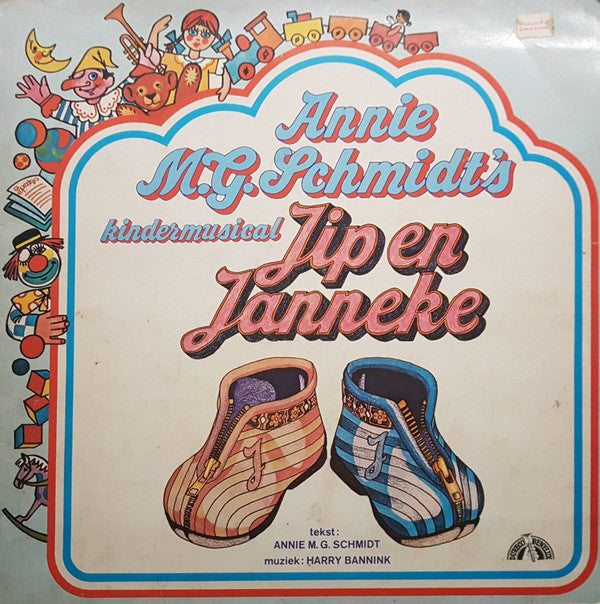 Annie
M.G. Schmidt's
kindermusical Jip en
Janneke
J J
tekst:
ANNIE M. G. SCHMIDT
muziek: HARRY BANNINK